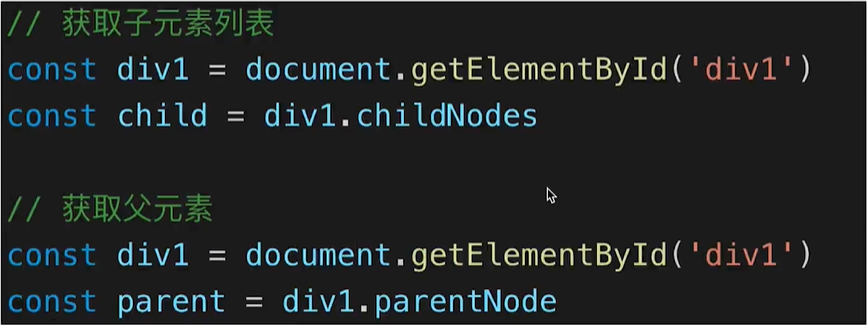 // 获取子元素列表
const div1 = document.getElementById('div1')
const child = div1.childNodes
// 获取父元素
const div1 = document.getElementById('div1')
const parent = div1.parentNode